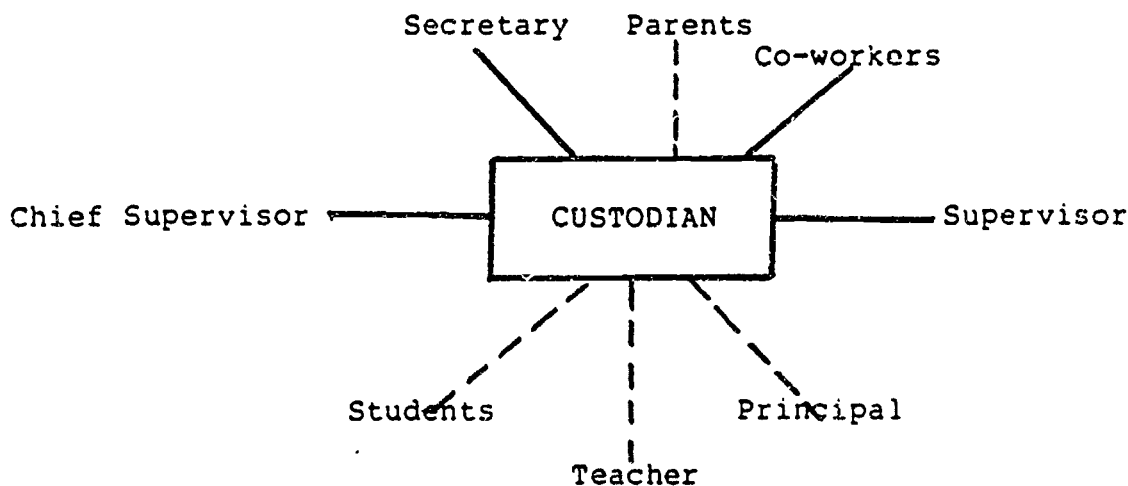 Secretary Parents
Co-workers
Chief Supervisor CUSTODIAN Supervisor
Students Principal
Teacher